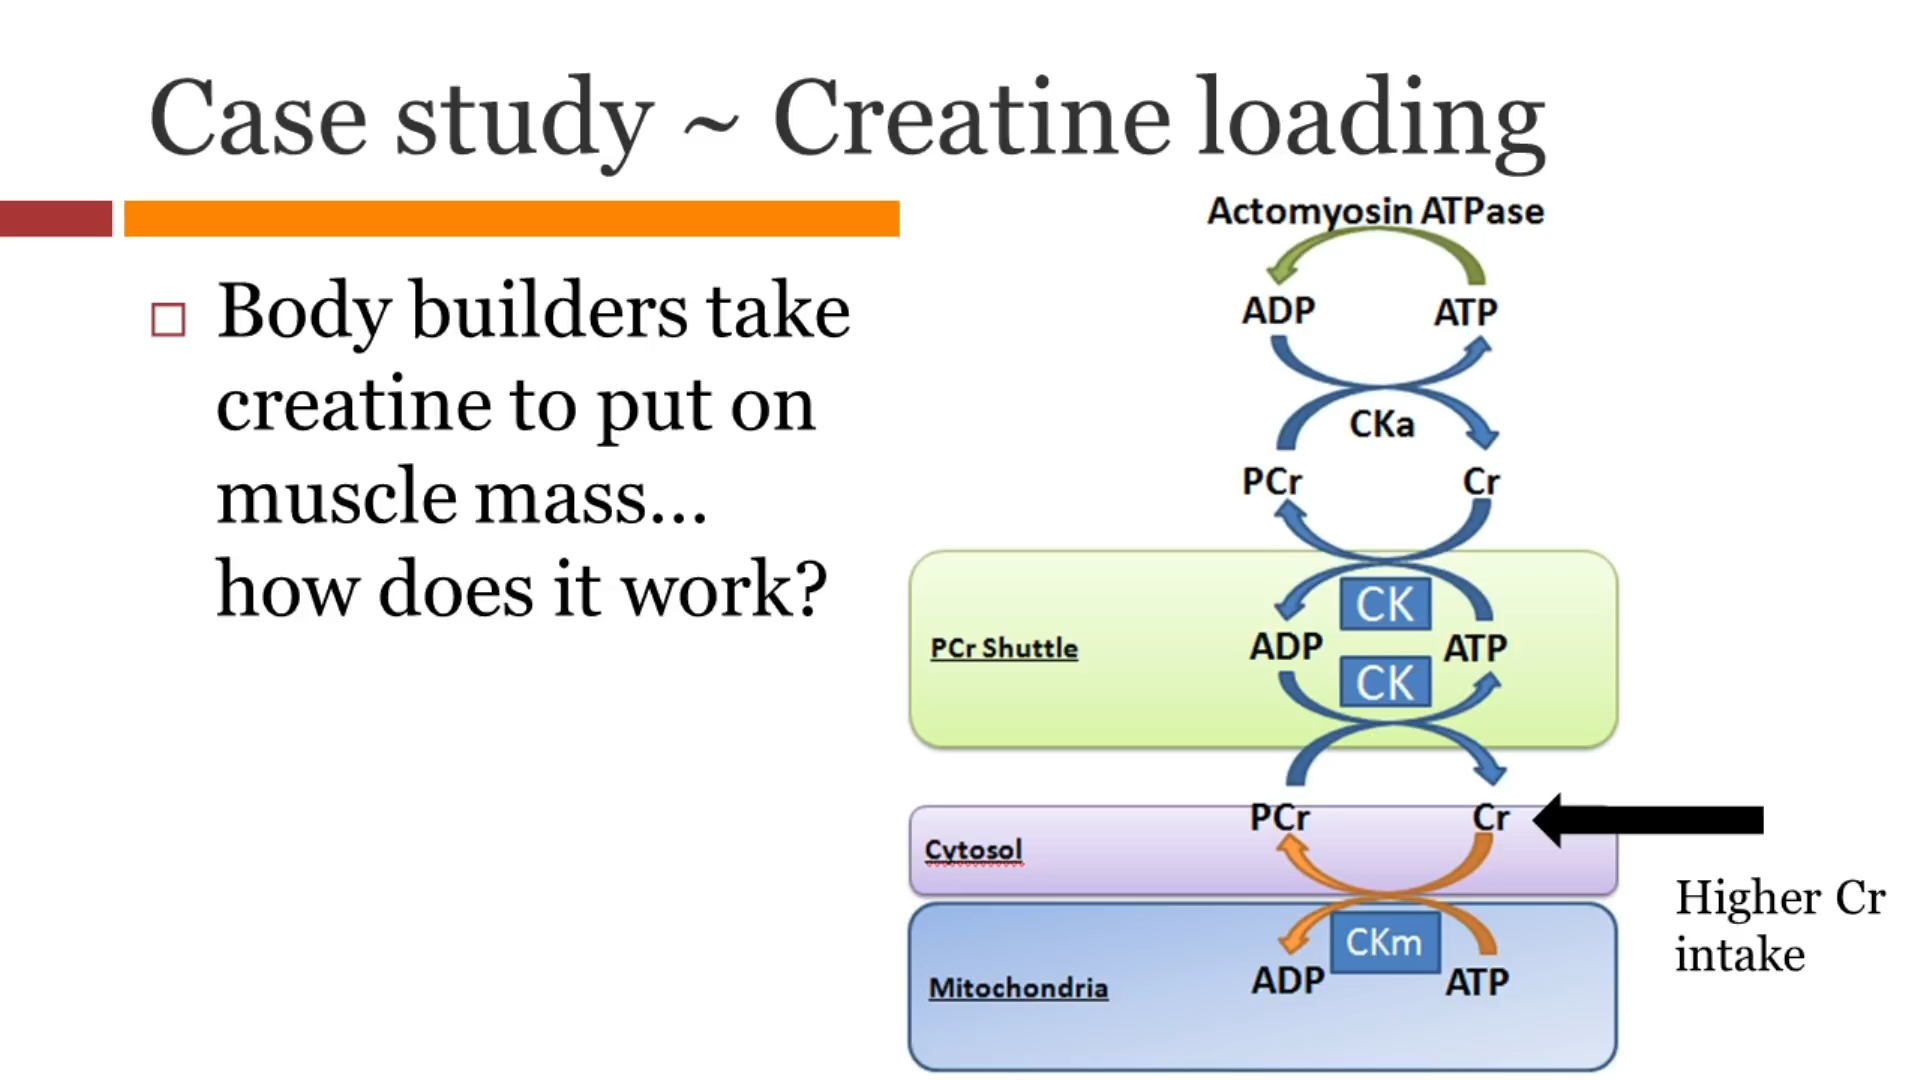 Case study ~ Creatine loading
Body builders take
creatine to put on
muscle mass...
how does it work?
Actomyosin ATPase
ADP ATP
CKa
PCr Cr
CK
PCr Shuttle ADP ATP
CK
PCr Cr
Cytosol
Higher Cr
intake
CKm
Mitochondria ADP ATP